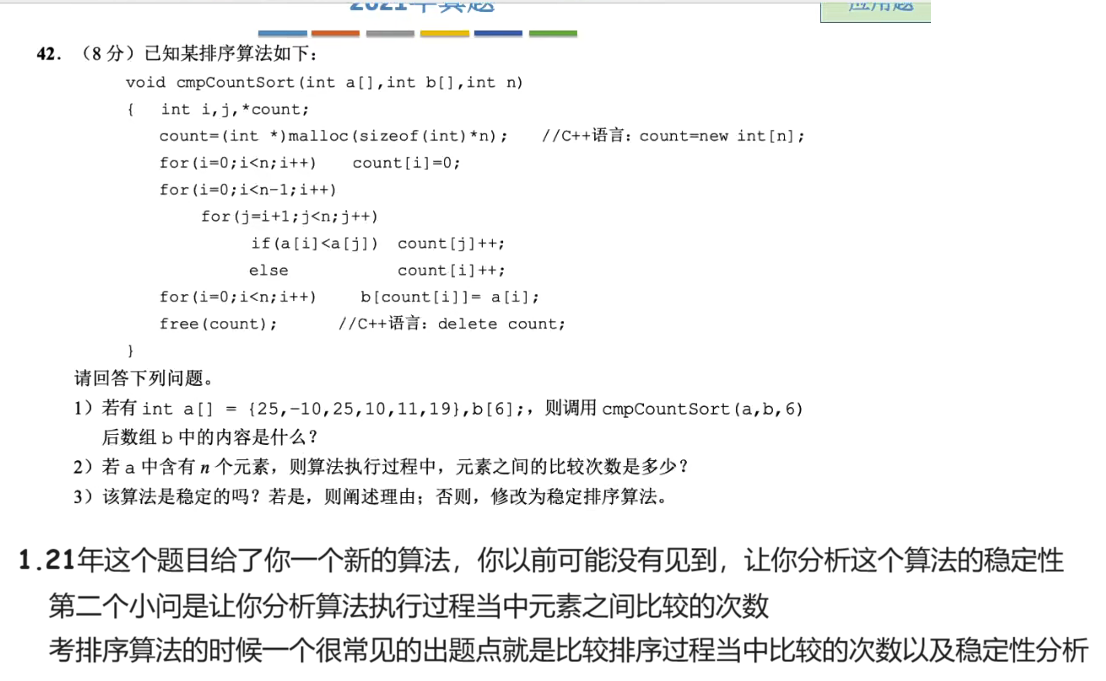 2021年真题
应用题
42. （8 分）已知某排序算法如下：
void cmpCountSort(int a[],int b[],int n)
{ int i,j,*count;
count=(int *)malloc(sizeof(int)*n); //C++语言：count=new int[n];
for(i=0;i<n;i++) count[i]=0;
for(i=0;i<n-1;i++)
for(j=i+1;j<n;j++)
if(a[i]<a[j]) count[j]++;
else count[i]++;
for(i=0;i<n;i++) b[count[i]]= a[i];
free(count); //C++语言：delete count;
}
请回答下列问题。
1）若有 int a[] = {25,-10,25,10,11,19},b[6];，则调用 cmpCountSort(a,b,6)
后数组 b 中的内容是什么？
2）若 a 中含有 n 个元素，则算法执行过程中，元素之间的比较次数是多少？
3）该算法是稳定的吗？若是，则阐述理由；否则，修改为稳定排序算法。
1.21年这个题目给了你一个新的算法，你以前可能没有见到，让你分析这个算法的稳定性
第二个小问是让你分析算法执行过程当中元素之间比较的次数
考排序算法的时候一个很常见的出题点就是比较排序过程当中比较的次数以及稳定性分析